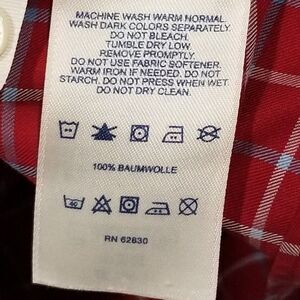 MACHINE WASH WARM NORMAL.
WASH DARK COLORS SEPARATELY.
DO NOT BLEACH.
TUMBLE DRY LOW.
REMOVE PROMPTLY.
DO NOT USE FABRIC SOFTENER.
WARM IRON IF NEEDED. DO NOT
STARCH. DO NOT PRESS WHEN WET
DO NOT DRY CLEAN.
100% BAUMWOLLE
40
RN 62830